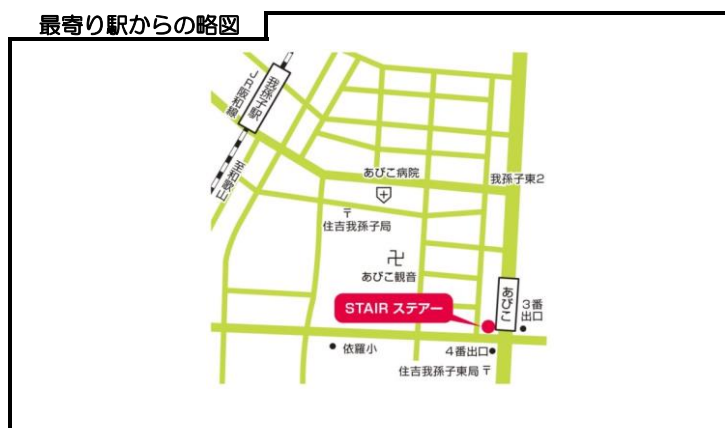 最寄り駅からの略図
我孫子駅
JR阪和線
至和歌山
あびこ病院
我孫子東2
〒
住吉我孫子局
卍
あびこ観音
STAIR ステアー
あびこ
3番
出口
依羅小
4番出口
住吉我孫子東局 〒